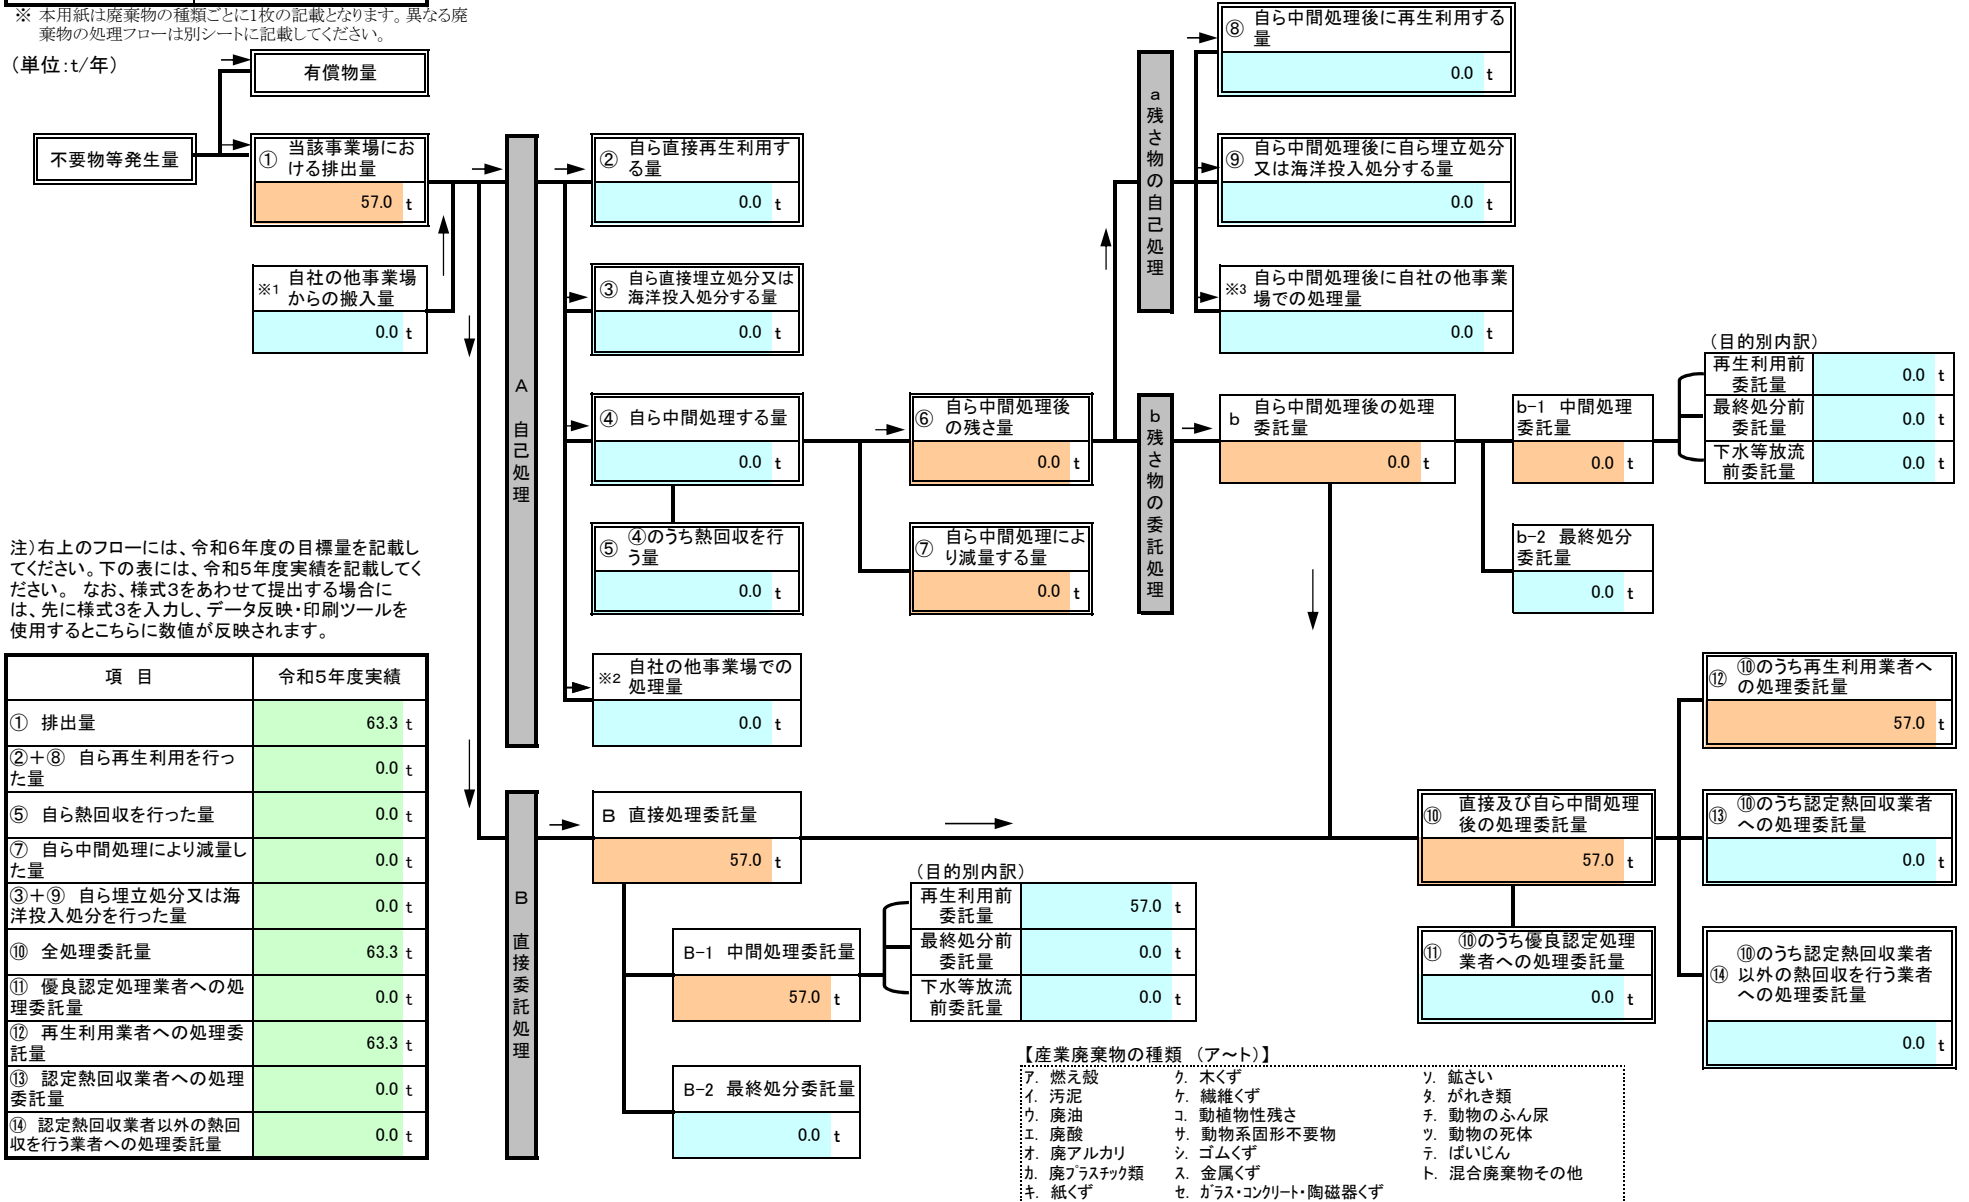 ※ 本用紙は廃棄物の種類ごとに1枚の記載となります。異なる廃
棄物の処理フローは別シートに記載してください。
(単位:t/年)
有償物量
不要物等発生量
① 当該事業場にお
ける排出量
57.0 t
※1 自社の他事業場
からの搬入量
0.0 t
A 自己処理
② 自ら直接再生利用す
る量
0.0 t
③ 自ら直接埋立処分又は
海洋投入処分する量
0.0 t
④ 自ら中間処理する量
0.0 t
⑤ ④のうち熱回収を行
う量
0.0 t
※2 自社の他事業場での
処理量
0.0 t
⑥ 自ら中間処理後
の残さ量
0.0 t
⑦ 自ら中間処理によ
り減量する量
0.0 t
a 残さ物の自己処理
⑧ 自ら中間処理後に再生利用する
量
0.0 t
⑨ 自ら中間処理後に自ら埋立処分
又は海洋投入処分する量
0.0 t
※3 自ら中間処理後に自社の他事業
場での処理量
0.0 t
b 残さ物の委託処理
b 自ら中間処理後の処理
委託量
0.0 t
b-1 中間処理
委託量
0.0 t
(目的別内訳)
再生利用前
委託量
0.0 t
最終処分前
委託量
0.0 t
下水等放流
前委託量
0.0 t
b-2 最終処分
委託量
0.0 t
注)右上のフローには、令和6年度の目標量を記載し
てください。下の表には、令和5年度実績を記載してく
ださい。 なお、様式3をあわせて提出する場合に
は、先に様式3を入力し、データ反映・印刷ツールを
使用するとこちらに数値が反映されます。
項 目 令和5年度実績
① 排出量 63.3 t
②+⑧ 自ら再生利用を行っ
た量 0.0 t
⑤ 自ら熱回収を行った量 0.0 t
⑦ 自ら中間処理により減量し
た量 0.0 t
③+⑨ 自ら埋立処分又は海
洋投入処分を行った量 0.0 t
⑩ 全処理委託量 63.3 t
⑪ 優良認定処理業者への処
理委託量 0.0 t
⑫ 再生利用業者への処理委
託量 63.3 t
⑬ 認定熱回収業者への処理
委託量 0.0 t
⑭ 認定熱回収業者以外の熱回
収を行う業者への処理委託量 0.0 t
B 直接委託処理
B 直接処理委託量
57.0 t
B-1 中間処理委託量
57.0 t
(目的別内訳)
再生利用前
委託量
57.0 t
最終処分前
委託量
0.0 t
下水等放流
前委託量
0.0 t
B-2 最終処分委託量
0.0 t
⑩ 直接及び自ら中間処理
後の処理委託量
57.0 t
⑪ ⑩のうち優良認定処理
業者への処理委託量
0.0 t
⑫ ⑩のうち再生利用業者へ
の処理委託量
57.0 t
⑬ ⑩のうち認定熱回収業者
への処理委託量
0.0 t
⑭ ⑩のうち認定熱回収業者
以外の熱回収を行う業者
への処理委託量
0.0 t
【産業廃棄物の種類 (ア~ト)】
ア. 燃え殻 ク. 木くず ソ. 鉱さい
イ. 汚泥 ケ. 繊維くず タ. がれき類
ウ. 廃油 コ. 動植物性残さ チ. 動物のふん尿
エ. 廃酸 サ. 動物系固形不要物 ツ. 動物の死体
オ. 廃アルカリ シ. ゴムくず テ. ばいじん
カ. 廃プラスチック類 ス. 金属くず ト. 混合廃棄物その他
キ. 紙くず セ. ガラス・コンクリート・陶磁器くず